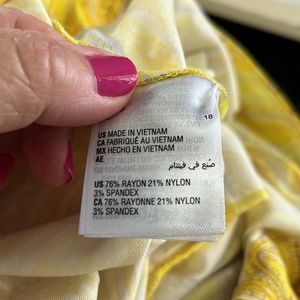 18
US MADE IN VIETNAM
CA FABRIQUÉ AU VIETNAM
MX HECHO EN VIETNAM
AE
صنع في فيتنام
US 76% RAYON 21% NYLON
3% SPANDEX
CA 76% RAYONNE 21% NYLON
3% SPANDEX